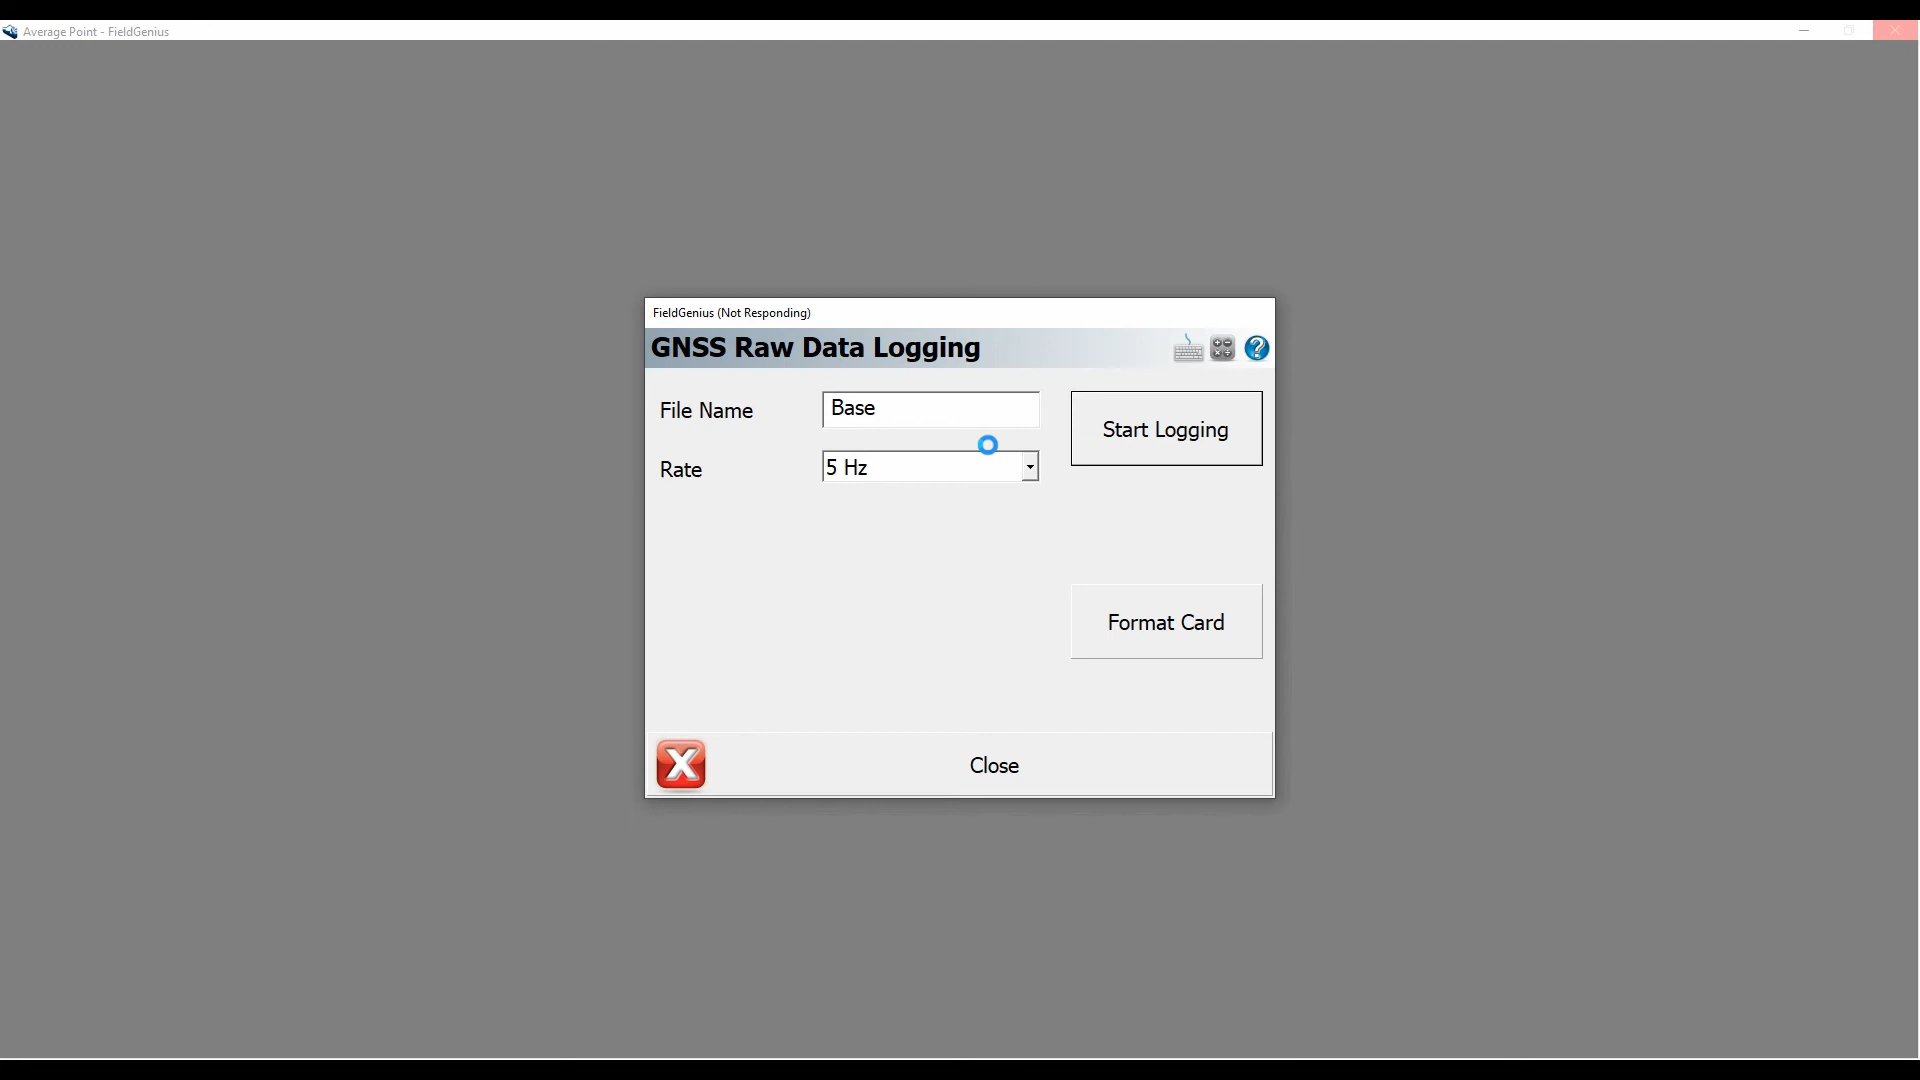 Average Point - FieldGenius
FieldGenius (Not Responding)
GNSS Raw Data Logging
File Name
Base
Start Logging
Rate
5 Hz
Format Card
Close